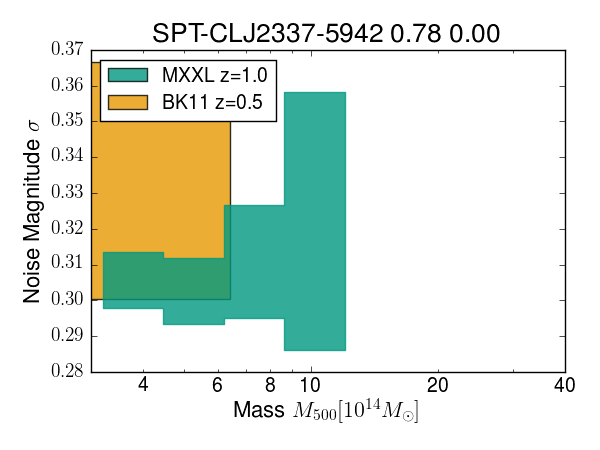 SPT-CLJ2337-5942 0.78 0.00
0.37
0.36
0.35
0.34
0.33
0.32
0.31
0.30
0.29
0.28
Noise Magnitude σ
MXXL z=1.0
BK11 z=0.5
4 6 8 10 20 40
Mass M₅₀₀[10¹⁴M⊙]